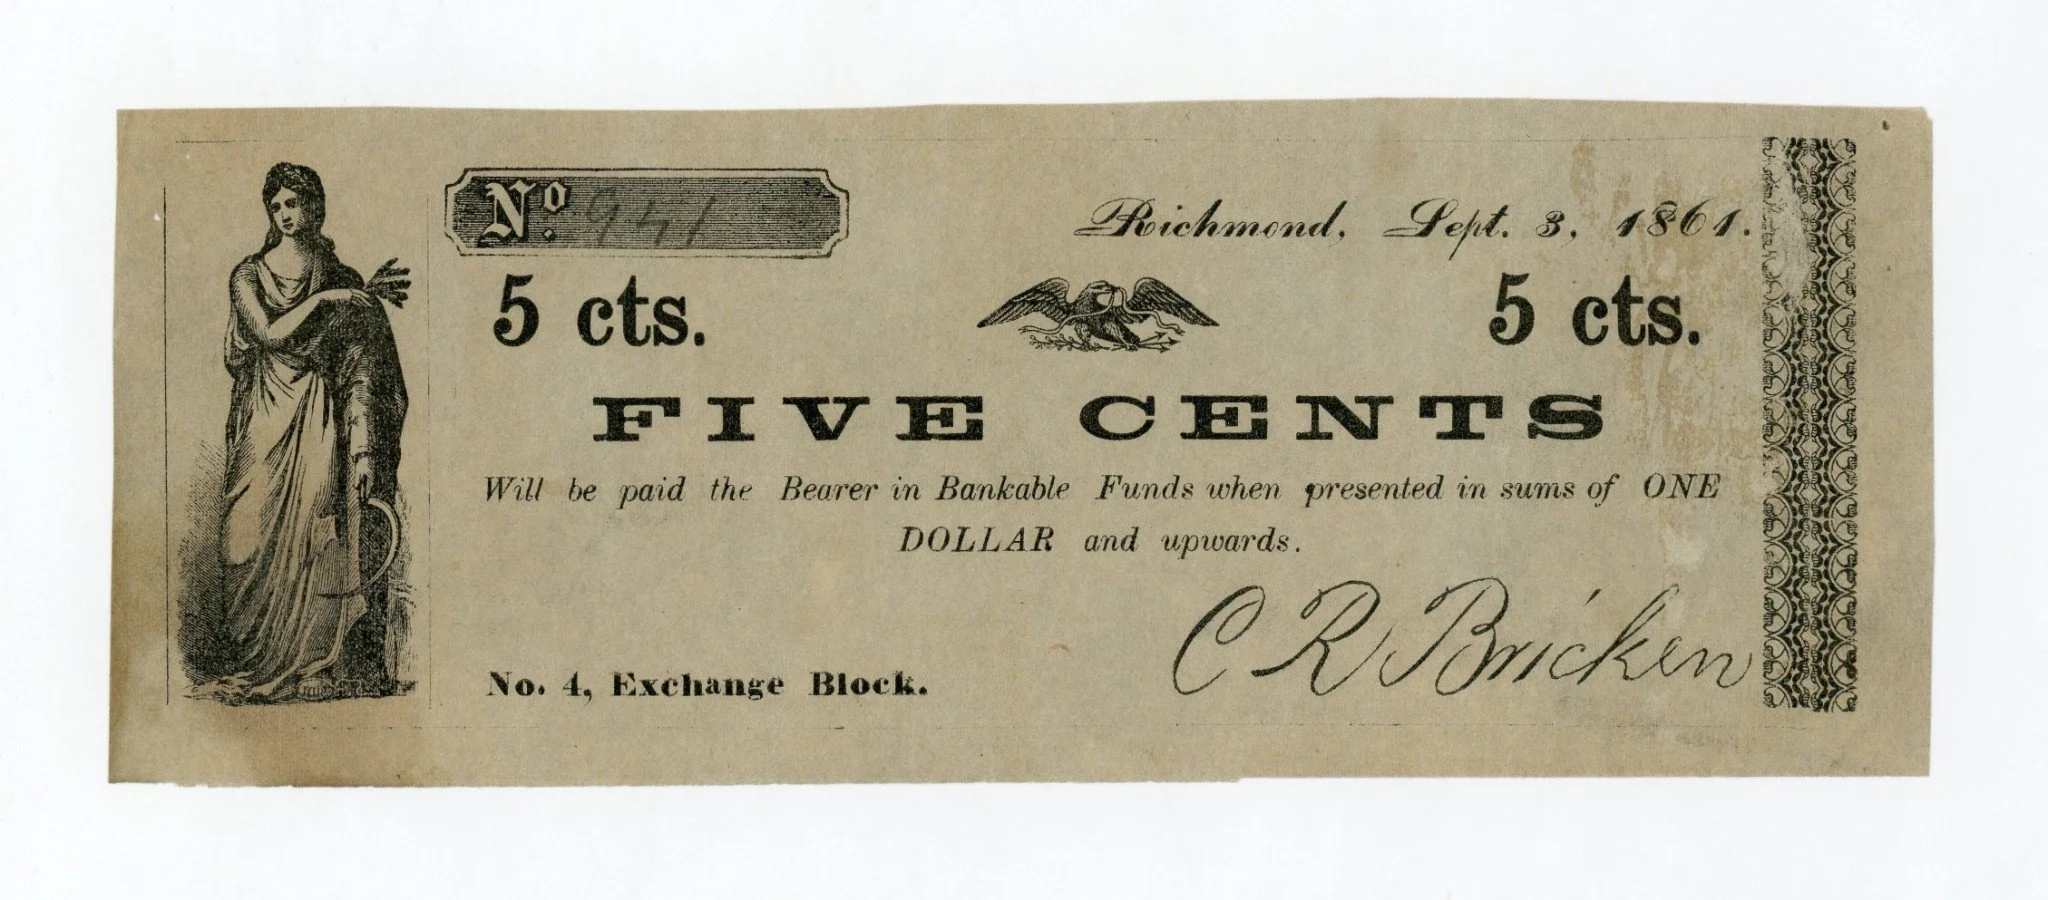 No. 941
Richmond, Sept. 3, 1861.
5 cts. 5 cts.
FIVE CENTS
Will be paid the Bearer in Bankable Funds when presented in sums of ONE
DOLLAR and upwards.
C R Bricken
No. 4, Exchange Block.